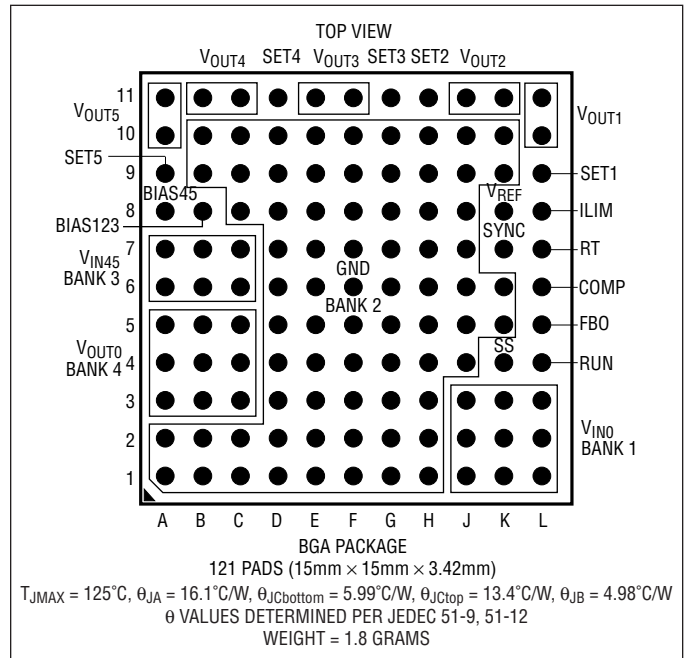 TOP VIEW
VOUT4 SET4 VOUT3 SET3 SET2 VOUT2
11
VOUT5
VOUT1
10
SET5
9
SET1
BIAS45
VREF
8
ILIM
BIAS123
SYNC
VIN45
BANK 3
7
RT
GND
6
COMP
BANK 2
5
FBO
VOUT0
BANK 4
SS
4
RUN
3
VIN0
BANK 1
2
1
A B C D E F G H J K L
BGA PACKAGE
121 PADS (15mm × 15mm × 3.42mm)
TJMAX = 125°C, θJA = 16.1°C/W, θJCbottom = 5.99°C/W, θJCtop = 13.4°C/W, θJB = 4.98°C/W
θ VALUES DETERMINED PER JEDEC 51-9, 51-12
WEIGHT = 1.8 GRAMS